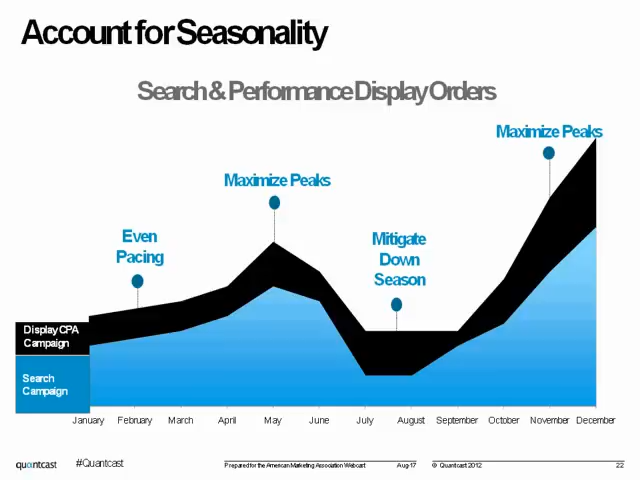 Account for Seasonality
Search & Performance Display Orders
Maximize Peaks
Maximize Peaks
Even
Pacing
Mitigate
Down
Season
Display CPA
Campaign
Search
Campaign
January February March April May June July August September October November December
quantcast #Quantcast Prepared for the American Marketing Association Webcast Aug-17 © Quantcast 2012 22